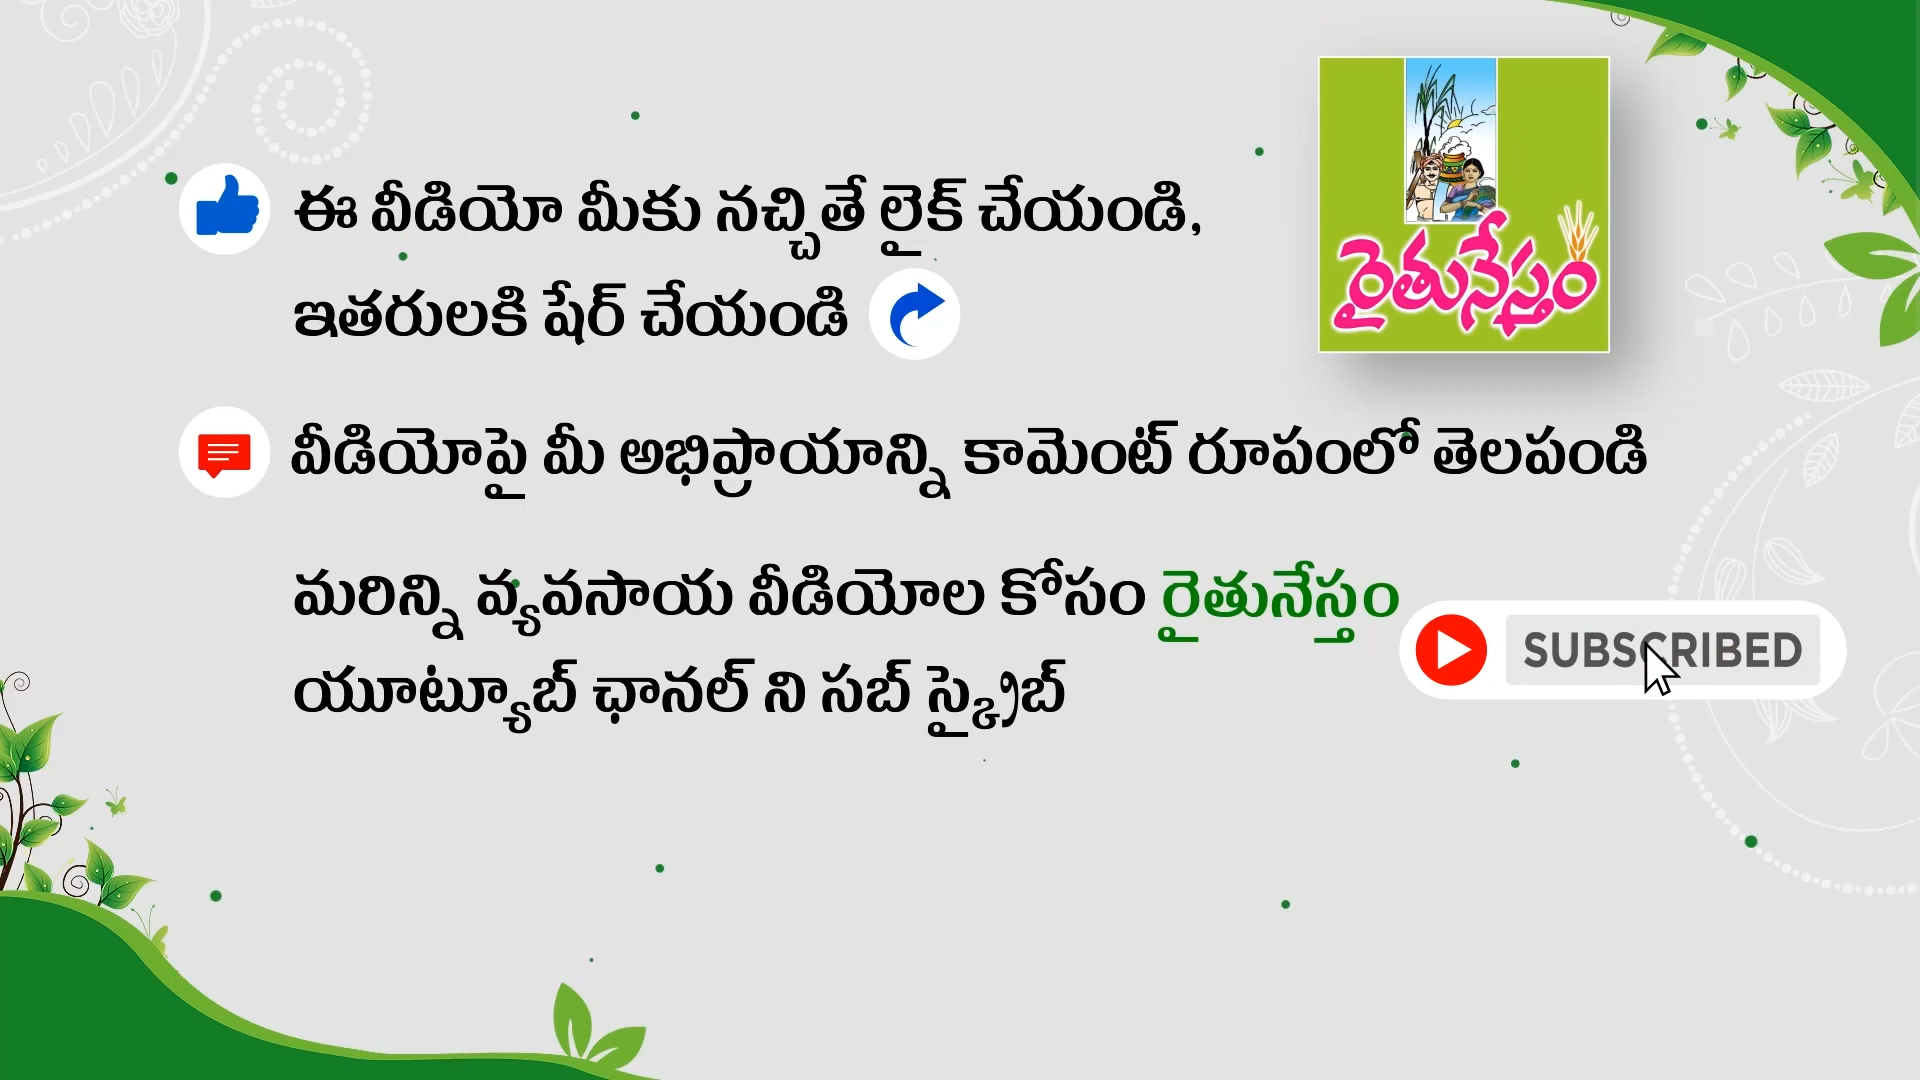 ఈ వీడియో మీకు నచ్చితే లైక్ చేయండి,
ఇతరులకి షేర్ చేయండి
రైతునేస్తం
వీడియోపై మీ అభిప్రాయాన్ని కామెంట్ రూపంలో తెలపండి
మరిన్ని వ్యవసాయ వీడియోల కోసం రైతునేస్తం
యూట్యూబ్ ఛానల్ ని సబ్ స్క్రైబ్
SUBSCRIBED